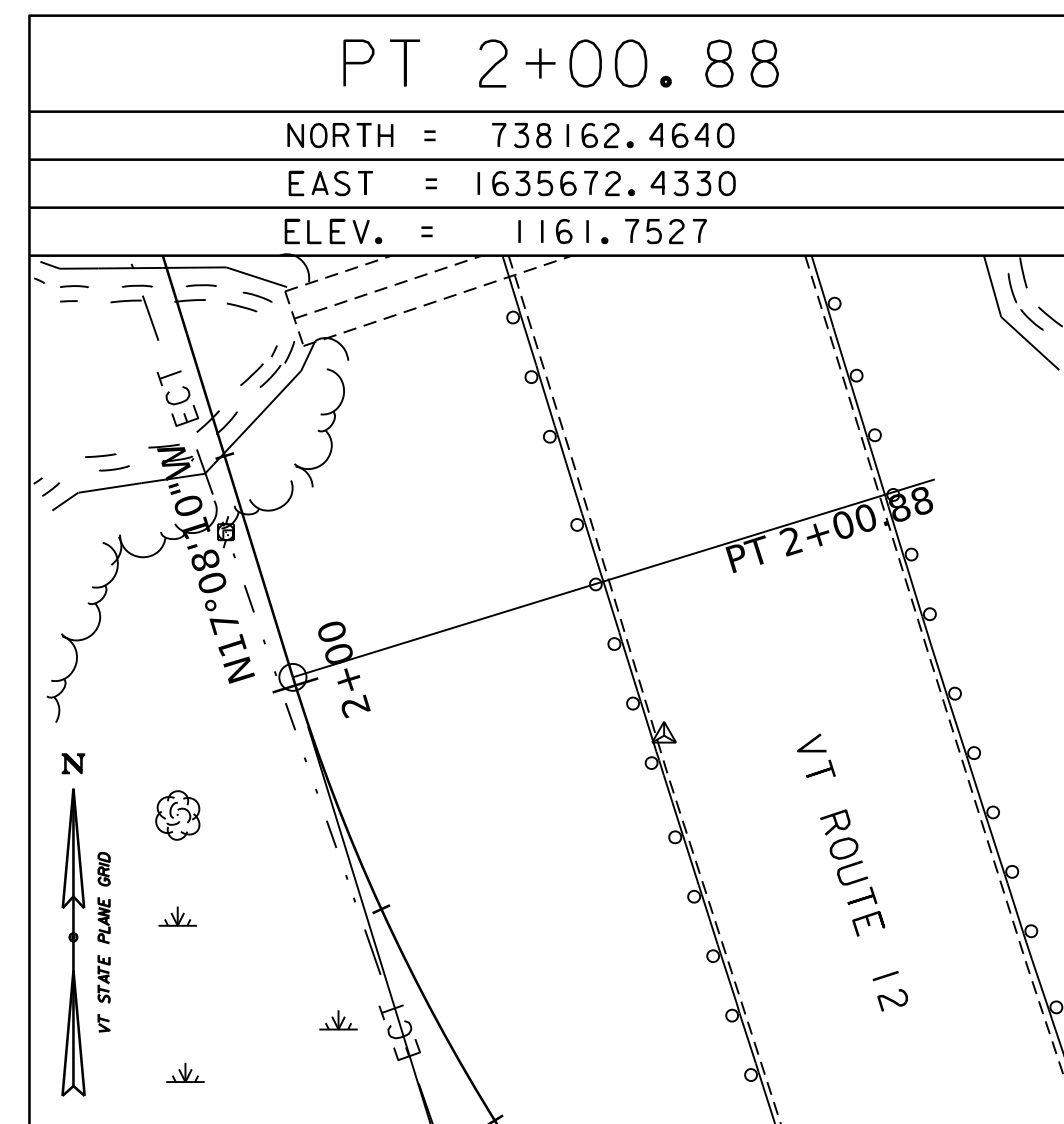 PT 2+00.88
NORTH = 738162.4640
EAST = 1635672.4330
ELEV. = 1161.7527
ECT
N17°08'10"W
PT 2+00.88
2+00
N
VT STATE PLANE GRID
VT ROUTE 12
ECT